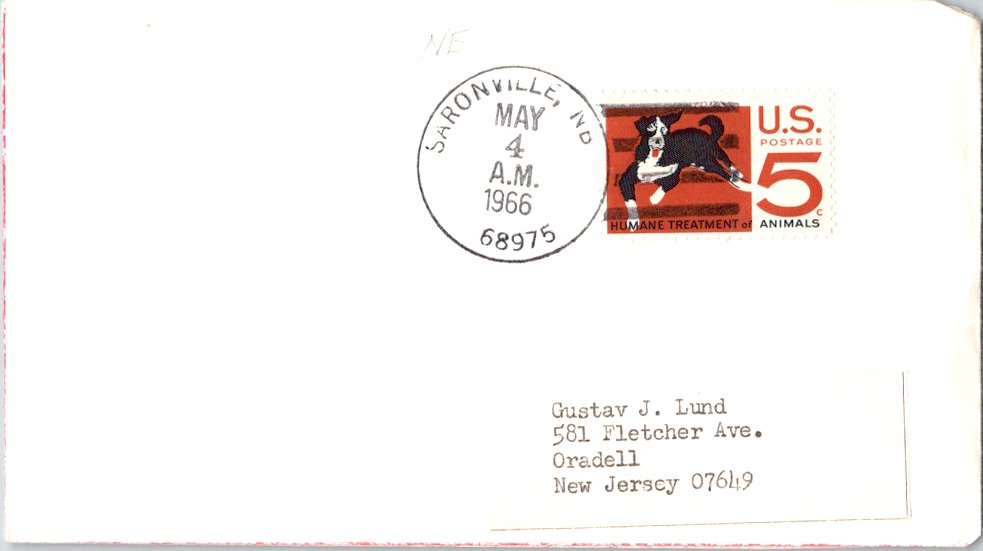 NE
SARONVILLE, NB
MAY
4
A.M.
1966
68975
U.S.
POSTAGE
5c
HUMANE TREATMENT of ANIMALS
Gustav J. Lund
581 Fletcher Ave.
Oradell
New Jersey 07649